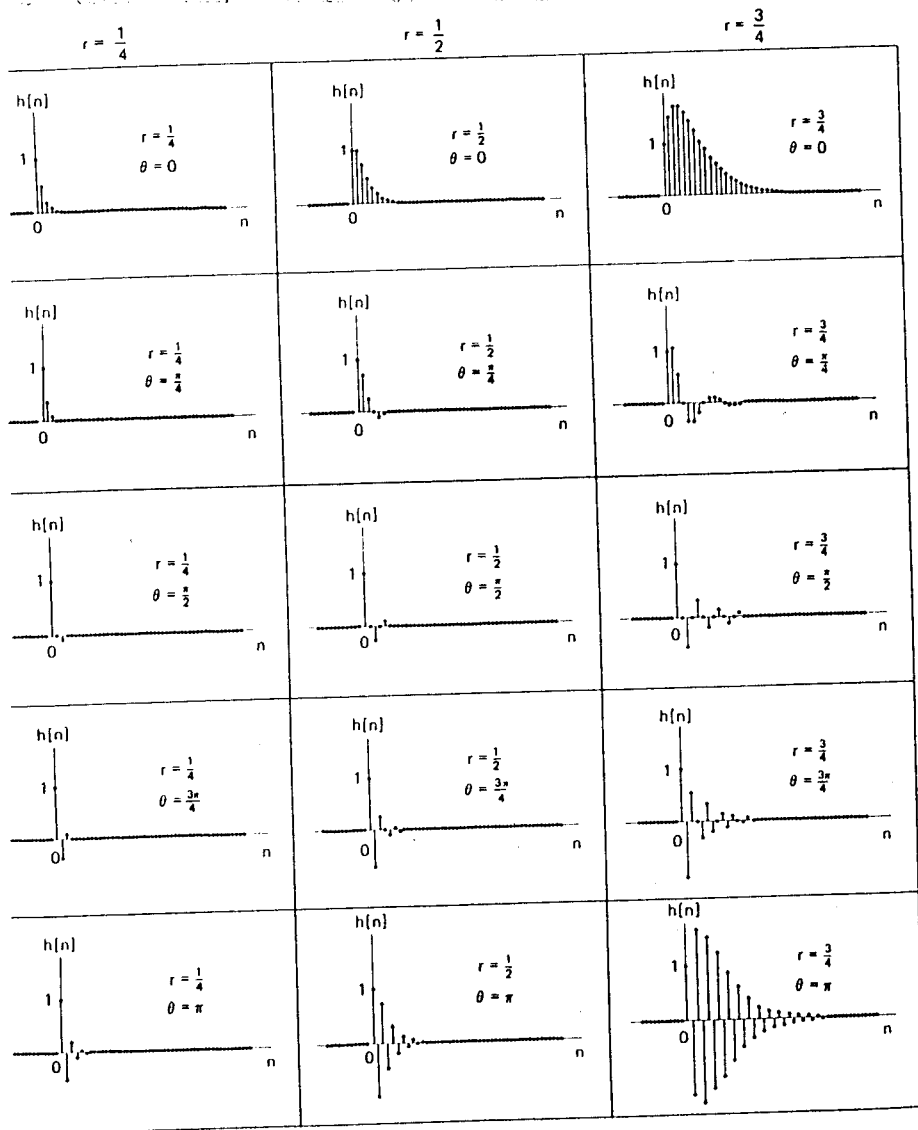 r = 1/4
r = 1/2
r = 3/4
h[n]
1
r = 1/4
θ = 0
0
n
h[n]
1
r = 1/2
θ = 0
0
n
h[n]
1
r = 3/4
θ = 0
0
n
h[n]
1
r = 1/4
θ = π/4
0
n
h[n]
1
r = 1/2
θ = π/4
0
n
h[n]
1
r = 3/4
θ = π/4
0
n
h[n]
1
r = 1/4
θ = π/2
0
n
h[n]
1
r = 1/2
θ = π/2
0
n
h[n]
1
r = 3/4
θ = π/2
0
n
h[n]
1
r = 1/4
θ = 3π/4
0
n
h[n]
1
r = 1/2
θ = 3π/4
0
n
h[n]
1
r = 3/4
θ = 3π/4
0
n
h[n]
1
r = 1/4
θ = π
0
n
h[n]
1
r = 1/2
θ = π
0
n
h[n]
1
r = 3/4
θ = π
0
n